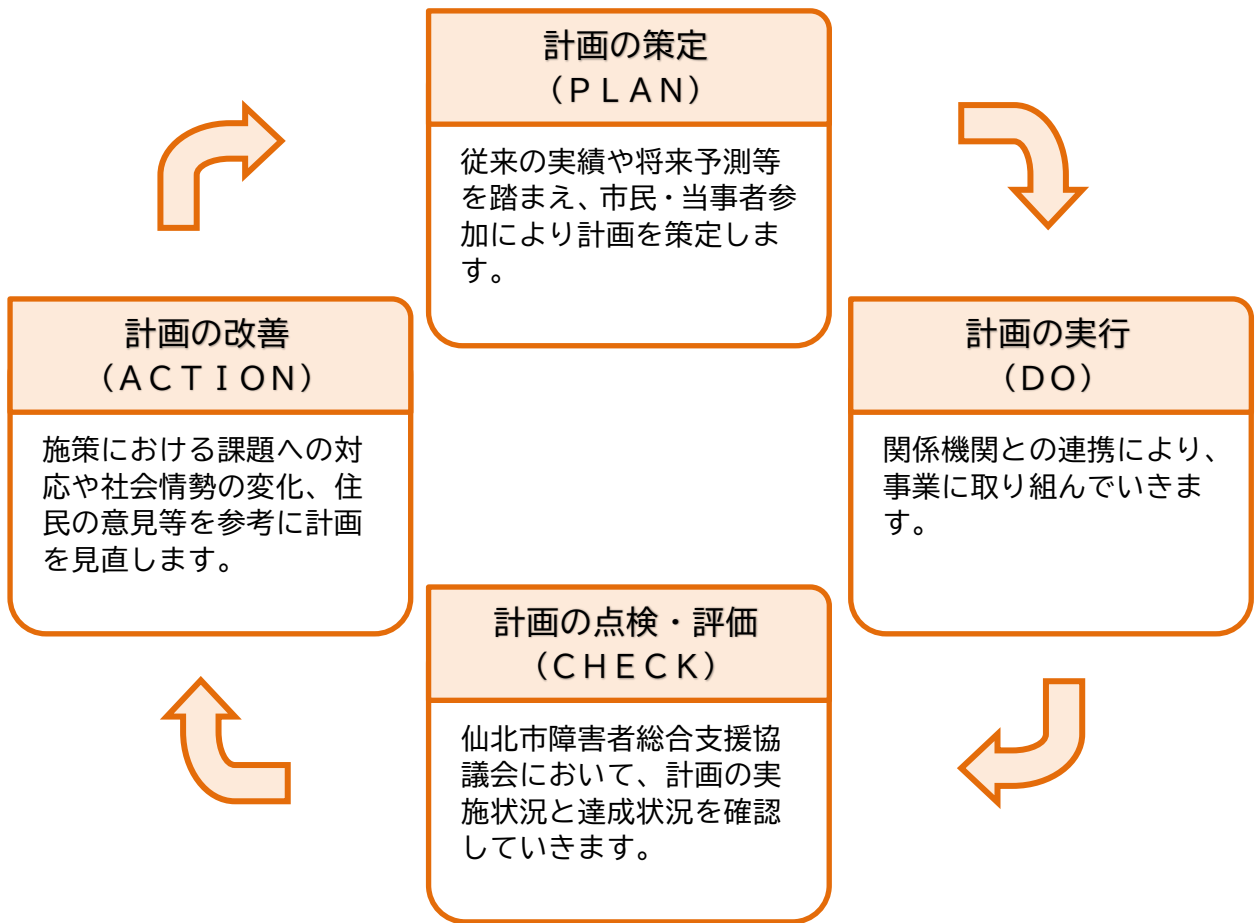 計画の策定
（ＰＬＡＮ）
従来の実績や将来予測等
を踏まえ、市民・当事者参
加により計画を策定しま
す。
計画の実行
（ＤＯ）
関係機関との連携により、
事業に取り組んでいきま
す。
計画の点検・評価
（ＣＨＥＣＫ）
仙北市障害者総合支援協
議会において、計画の実
施状況と達成状況を確認
していきます。
計画の改善
（ＡＣＴＩＯＮ）
施策における課題への対
応や社会情勢の変化、住
民の意見等を参考に計画
を見直します。